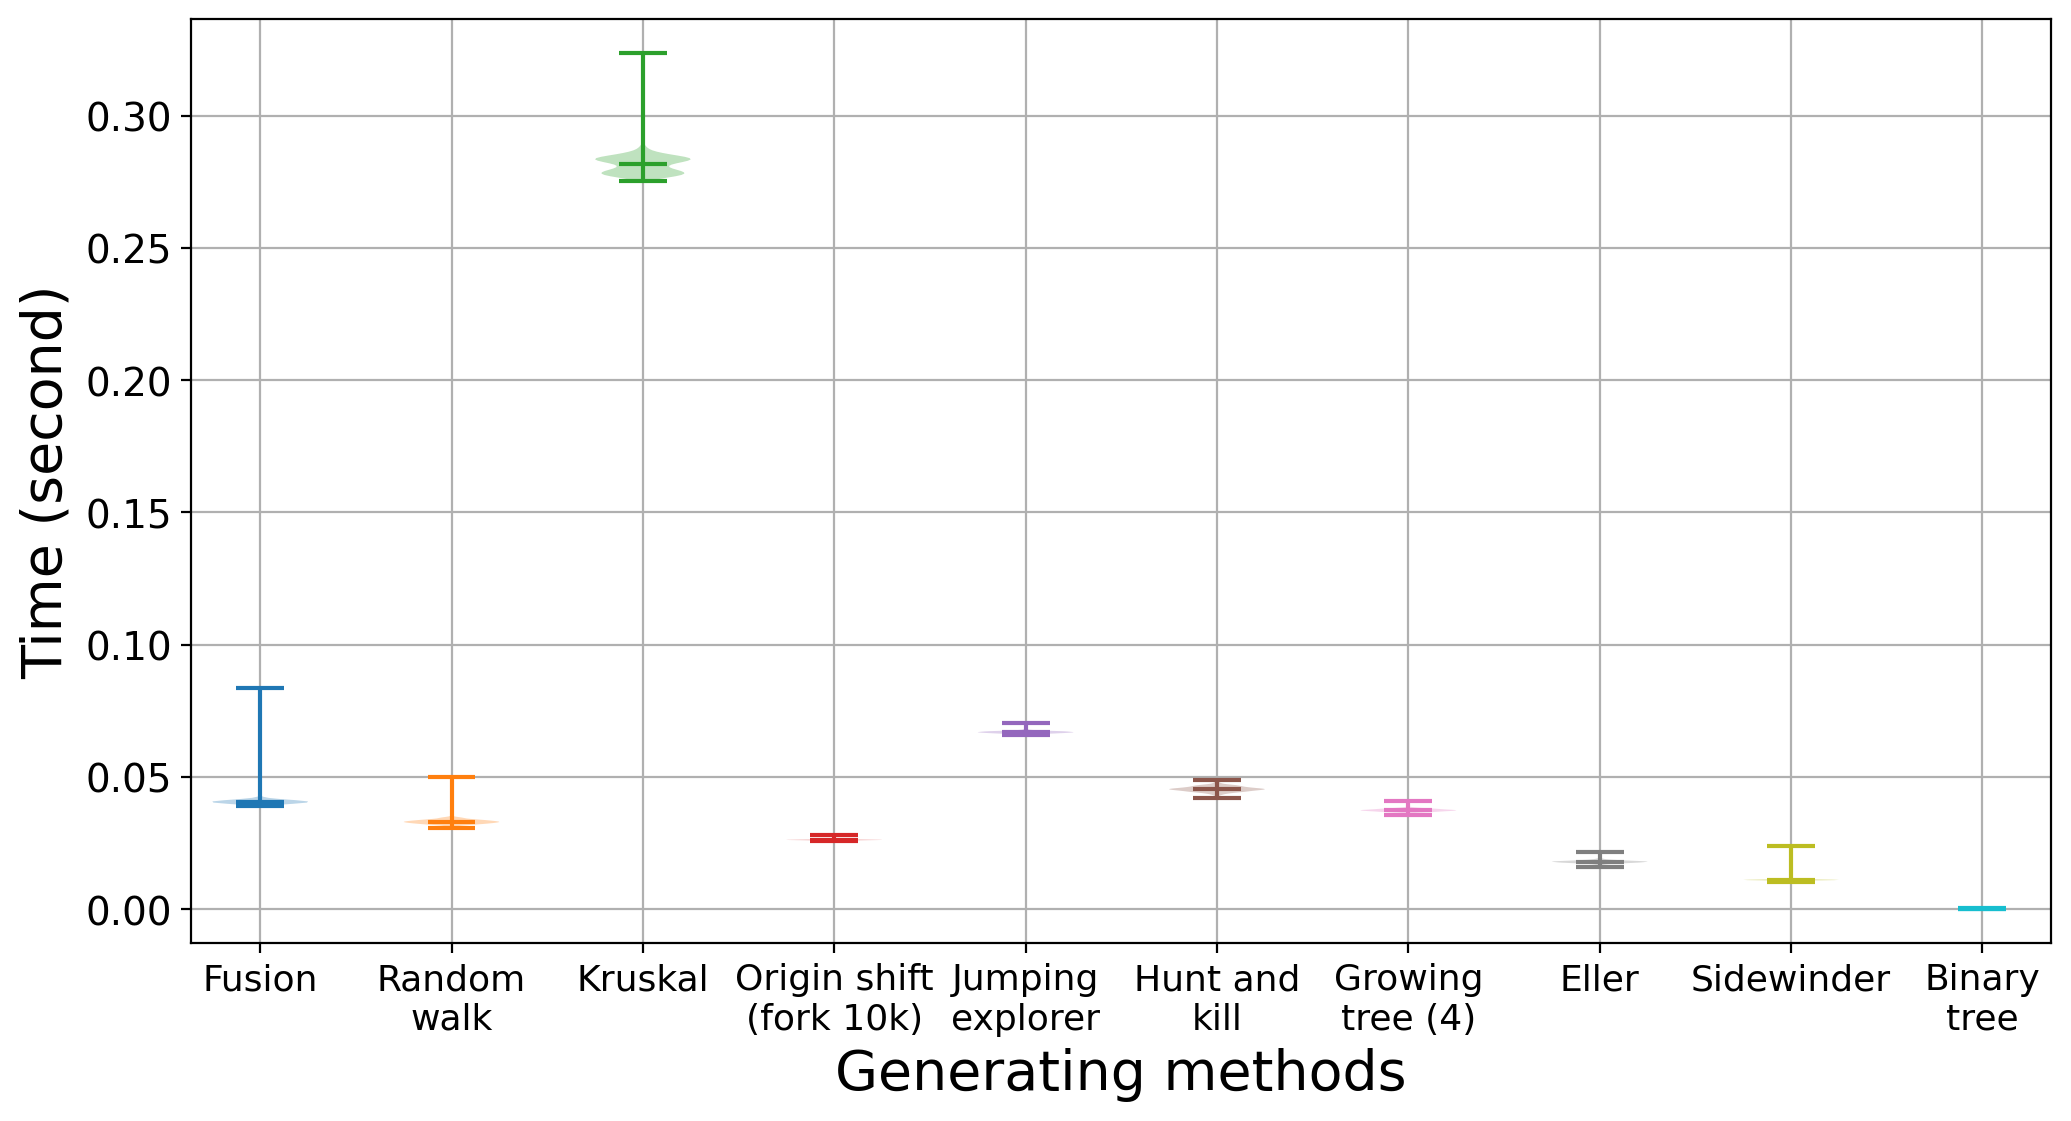 Time (second)
0.30
0.25
0.20
0.15
0.10
0.05
0.00
Fusion
Random
walk
Kruskal
Origin shift
(fork 10k)
Jumping
explorer
Hunt and
kill
Growing
tree (4)
Eller
Sidewinder
Binary
tree
Generating methods